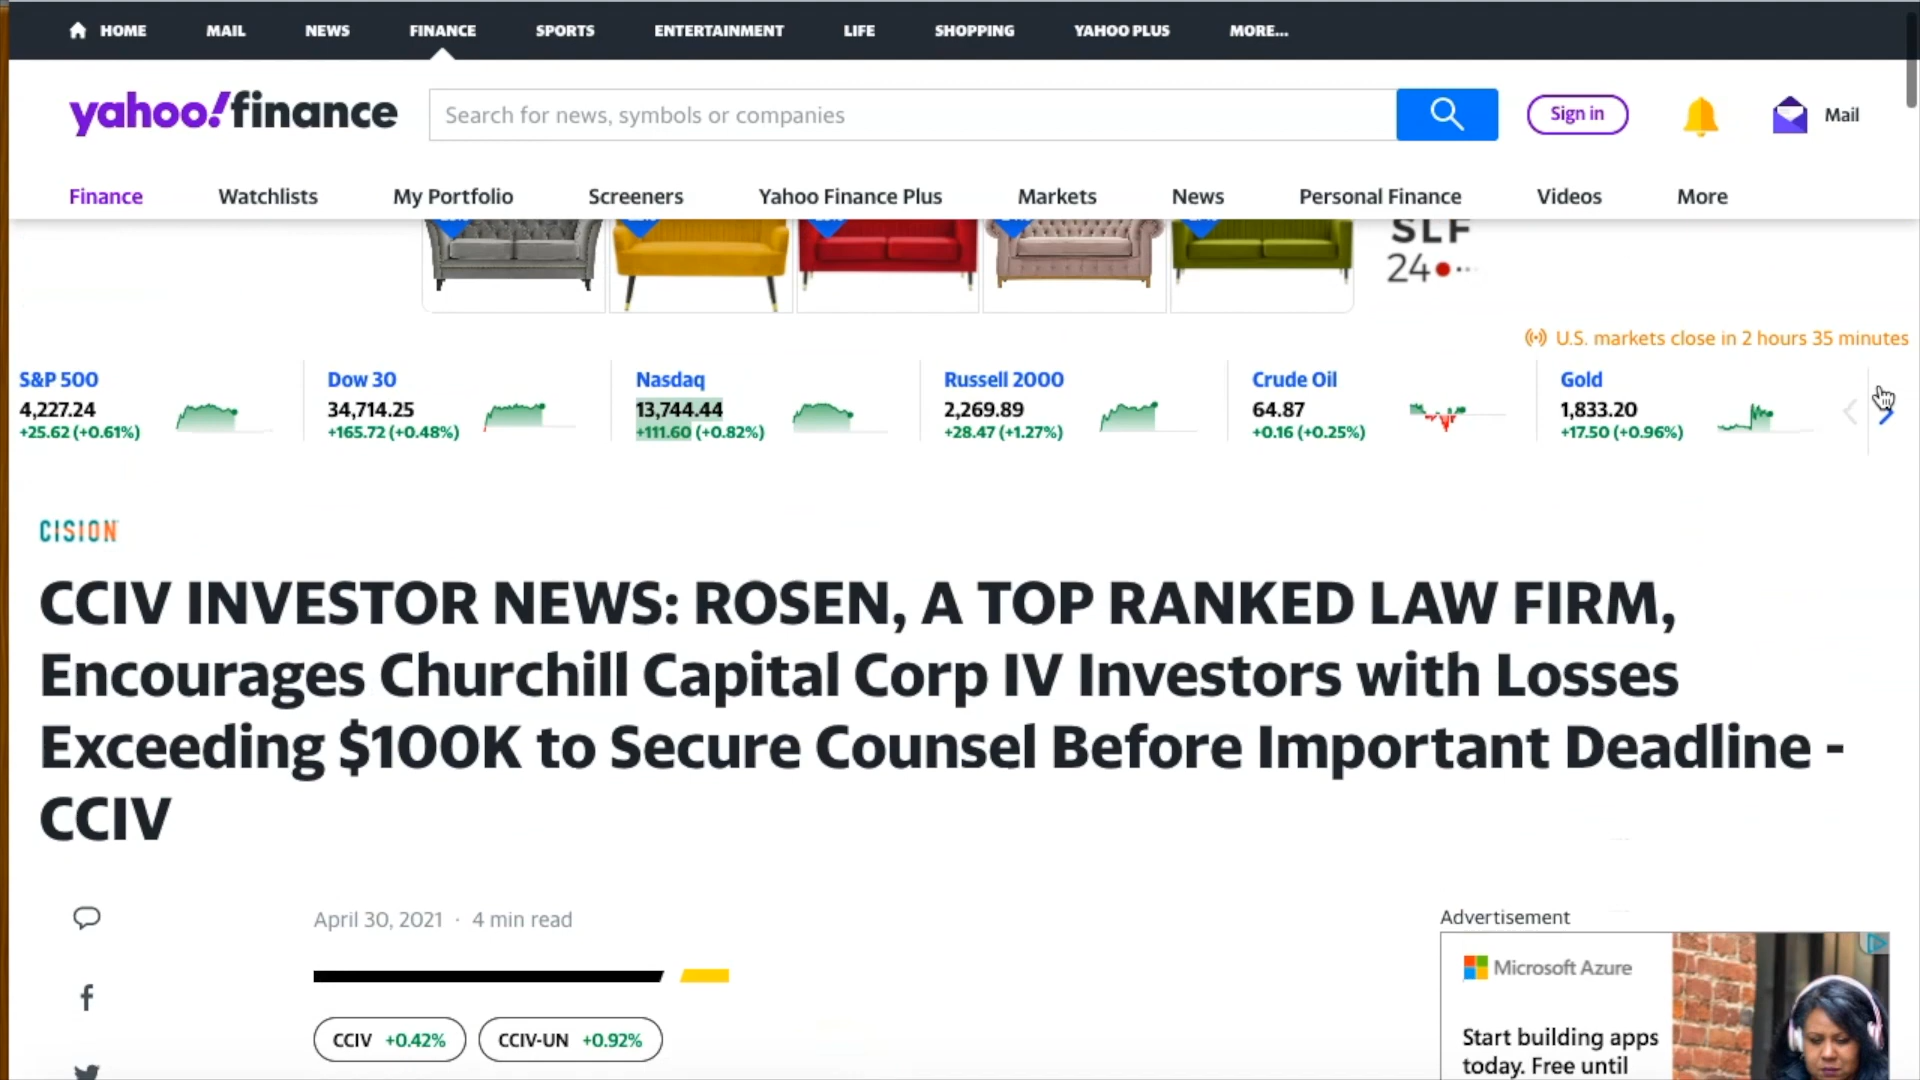 HOME MAIL NEWS FINANCE SPORTS ENTERTAINMENT LIFE SHOPPING YAHOO PLUS MORE...
yahoo!finance
Search for news, symbols or companies
Sign in
Mail
Finance Watchlists My Portfolio Screeners Yahoo Finance Plus Markets News Personal Finance Videos More
SLF
24
U.S. markets close in 2 hours 35 minutes
S&P 500
4,227.24
+25.62 (+0.61%)
Dow 30
34,714.25
+165.72 (+0.48%)
Nasdaq
13,744.44
+111.60 (+0.82%)
Russell 2000
2,269.89
+28.47 (+1.27%)
Crude Oil
64.87
+0.16 (+0.25%)
Gold
1,833.20
+17.50 (+0.96%)
CISION
CCIV INVESTOR NEWS: ROSEN, A TOP RANKED LAW FIRM,
Encourages Churchill Capital Corp IV Investors with Losses
Exceeding $100K to Secure Counsel Before Important Deadline -
CCIV
April 30, 2021 · 4 min read
CCIV +0.42%
CCIV-UN +0.92%
Advertisement
Microsoft Azure
Start building apps
today. Free until